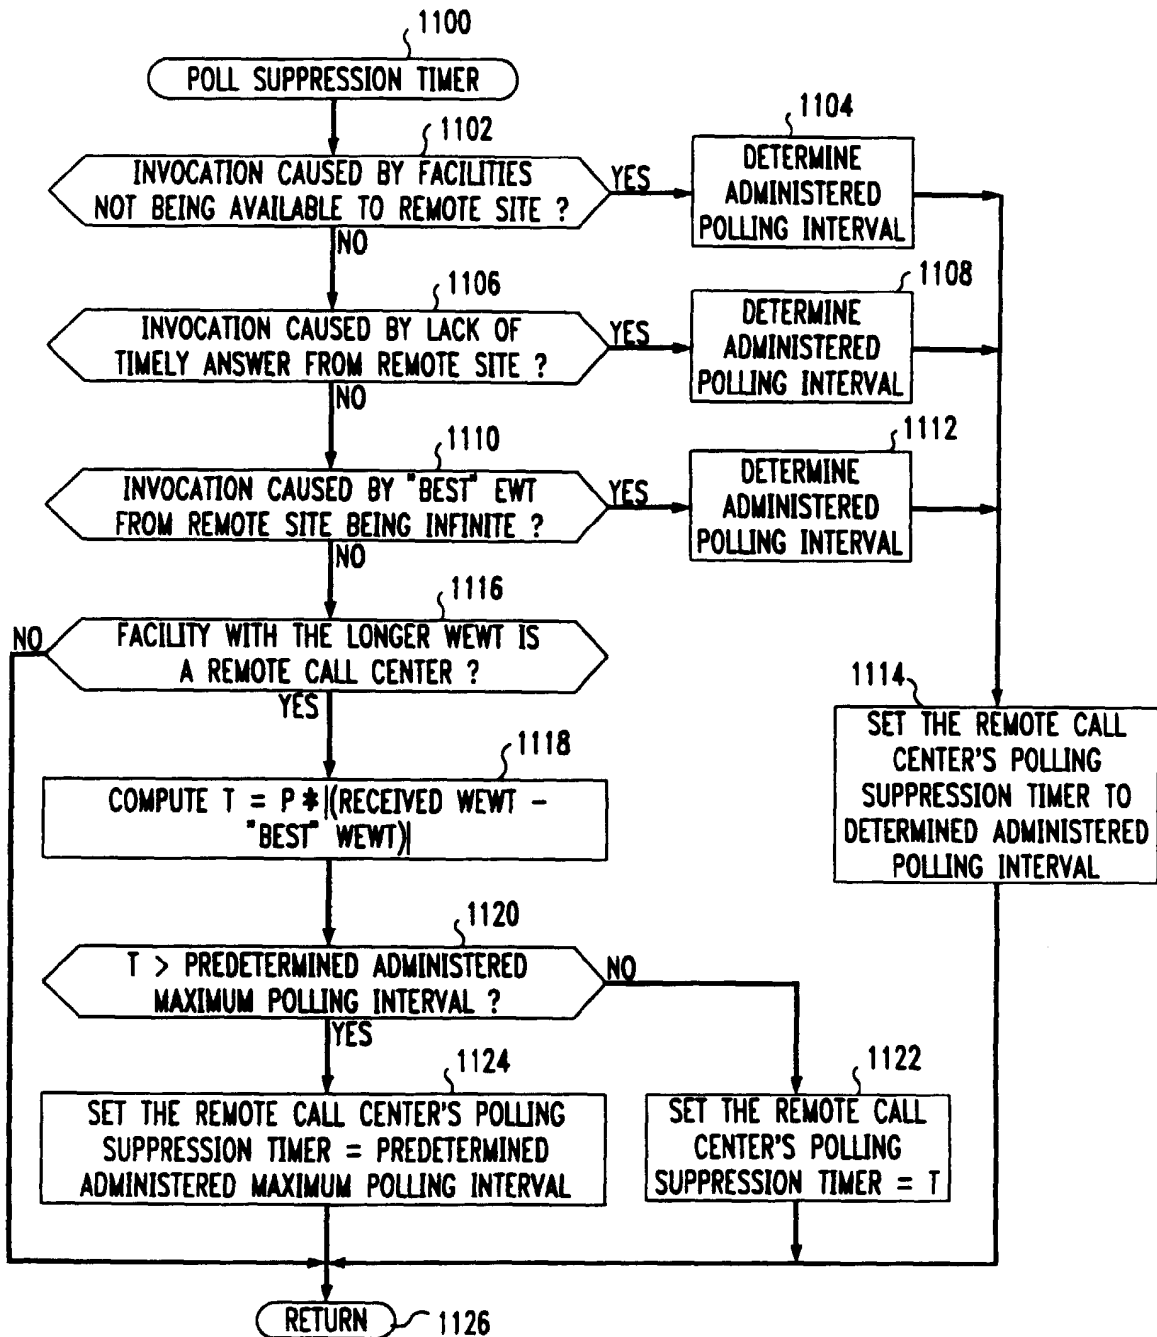 1100
POLL SUPPRESSION TIMER
1102
INVOCATION CAUSED BY FACILITIES
NOT BEING AVAILABLE TO REMOTE SITE ?
YES
NO
1104
DETERMINE
ADMINISTERED
POLLING INTERVAL
1106
INVOCATION CAUSED BY LACK OF
TIMELY ANSWER FROM REMOTE SITE ?
YES
NO
1108
DETERMINE
ADMINISTERED
POLLING INTERVAL
1110
INVOCATION CAUSED BY "BEST" EWT
FROM REMOTE SITE BEING INFINITE ?
YES
NO
1112
DETERMINE
ADMINISTERED
POLLING INTERVAL
1116
NO
FACILITY WITH THE LONGER WEWT IS
A REMOTE CALL CENTER ?
YES
1114
SET THE REMOTE CALL
CENTER'S POLLING
SUPPRESSION TIMER TO
DETERMINED ADMINISTERED
POLLING INTERVAL
1118
COMPUTE T = P * |(RECEIVED WEWT -
"BEST" WEWT)|
1120
T > PREDETERMINED ADMINISTERED
MAXIMUM POLLING INTERVAL ?
NO
YES
1124
SET THE REMOTE CALL CENTER'S POLLING
SUPPRESSION TIMER = PREDETERMINED
ADMINISTERED MAXIMUM POLLING INTERVAL
1122
SET THE REMOTE CALL
CENTER'S POLLING
SUPPRESSION TIMER = T
RETURN
1126